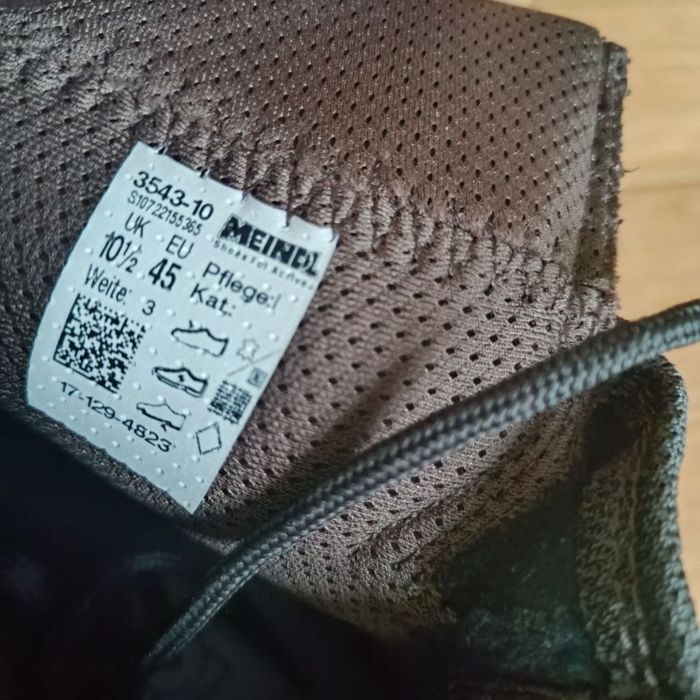 3543-10
S10722155365
MEINDL
Shoes For Actives
UK EU
10½ 45
Pflege: I
Kat.:
Weite: 3
17-129-4823